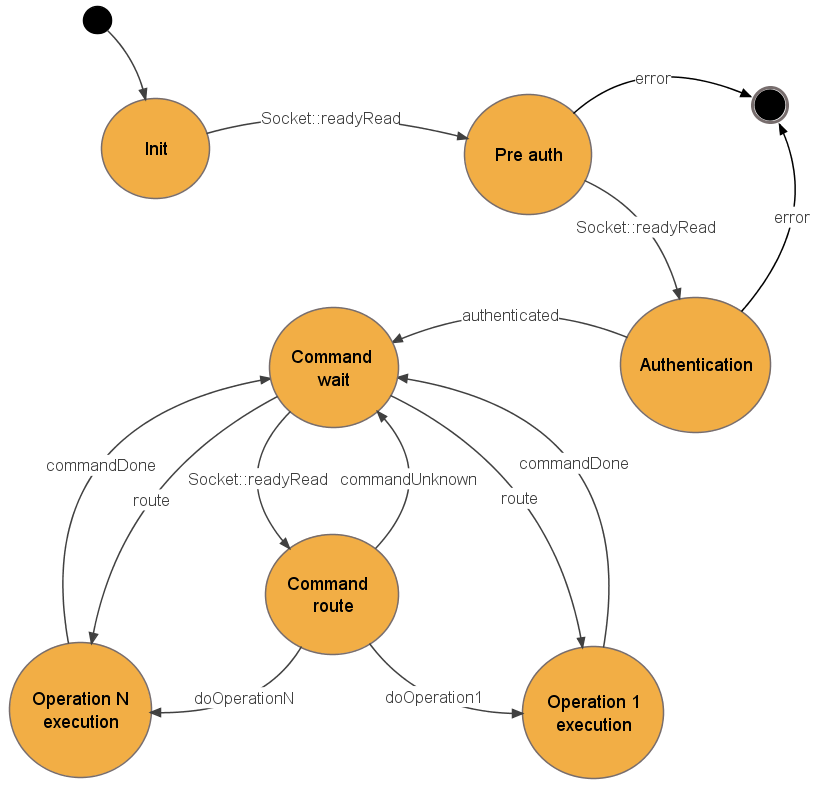 error
Socket::readyRead
Init
Pre auth
error
Socket::readyRead
authenticated
Command
wait
Authentication
commandDone
commandDone
Socket::readyRead
commandUnknown
route
route
Command
route
doOperationN
doOperation1
Operation N
execution
Operation 1
execution